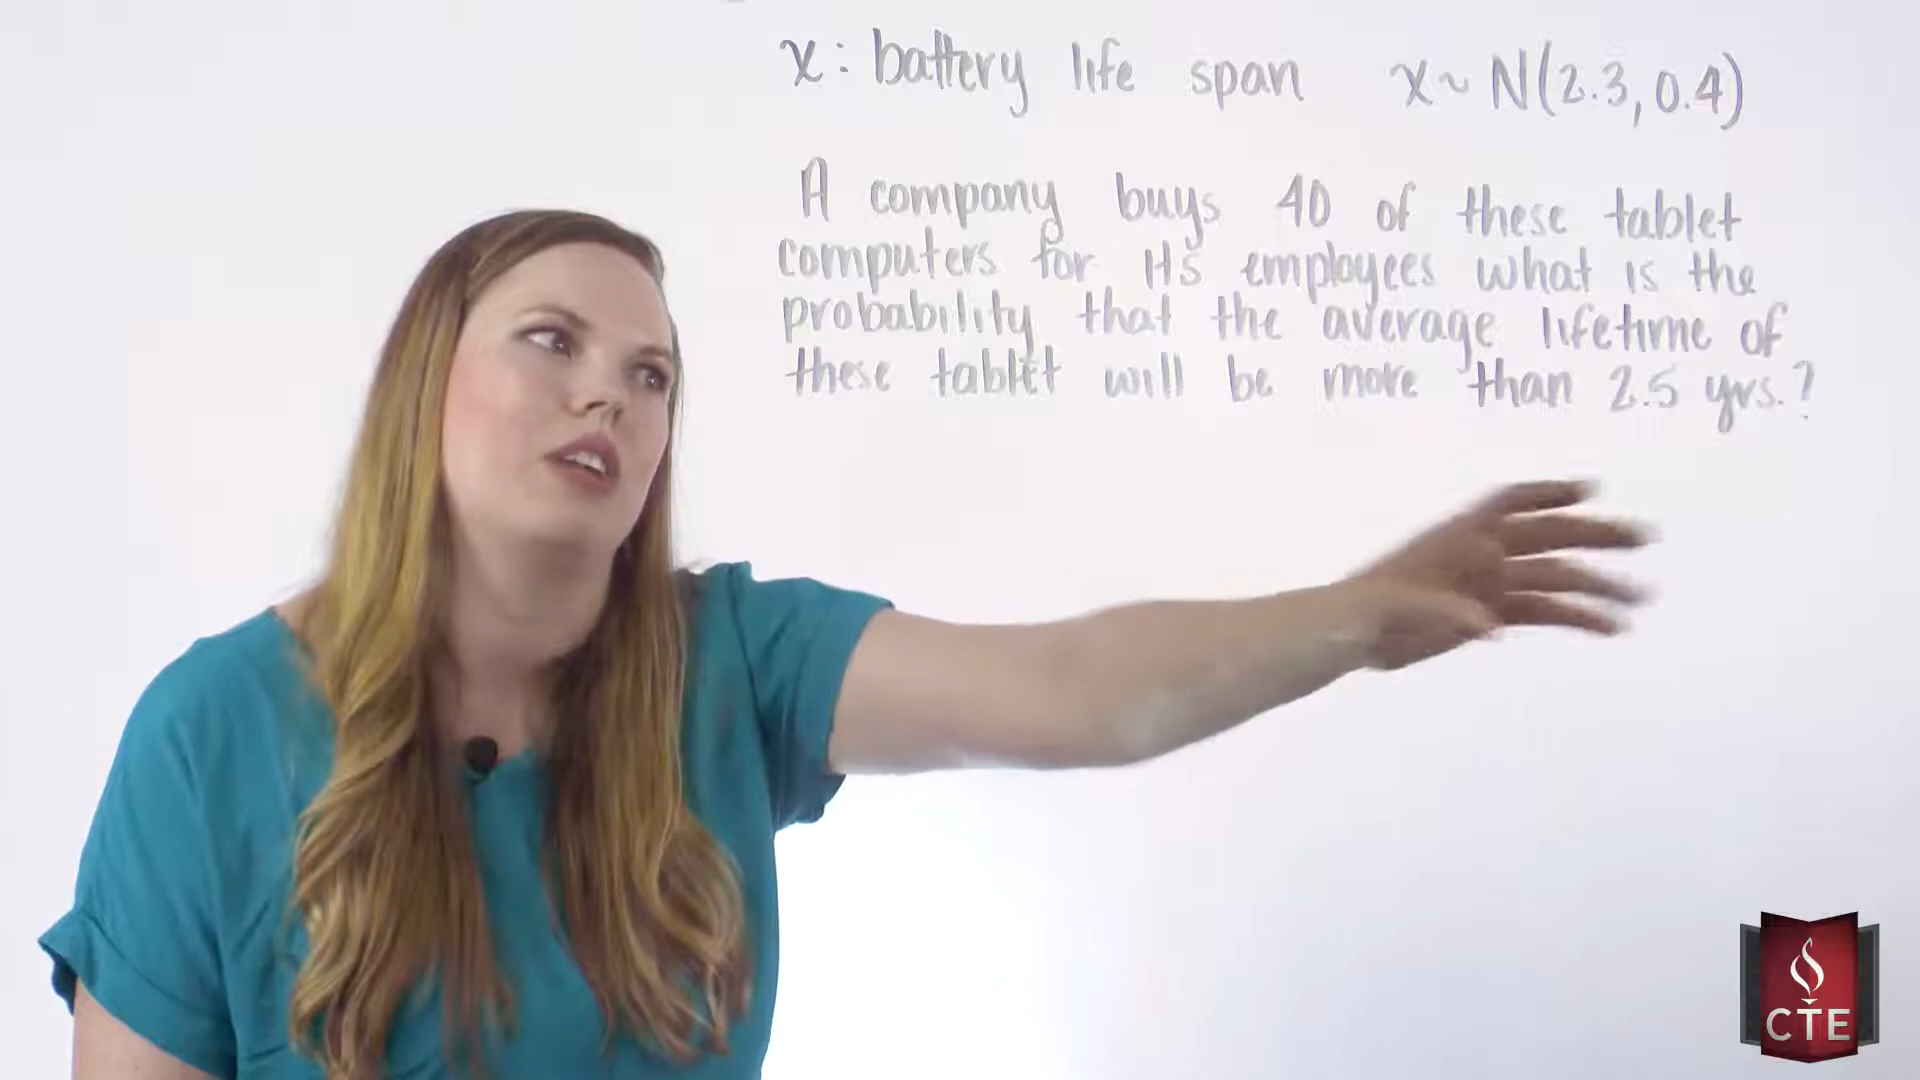 x : battery life span x ~ N(2.3, 0.4)
A company buys 40 of these tablet
computers for its employees what is the
probability that the average lifetime of
these tablet will be more than 2.5 yrs.?
CTE